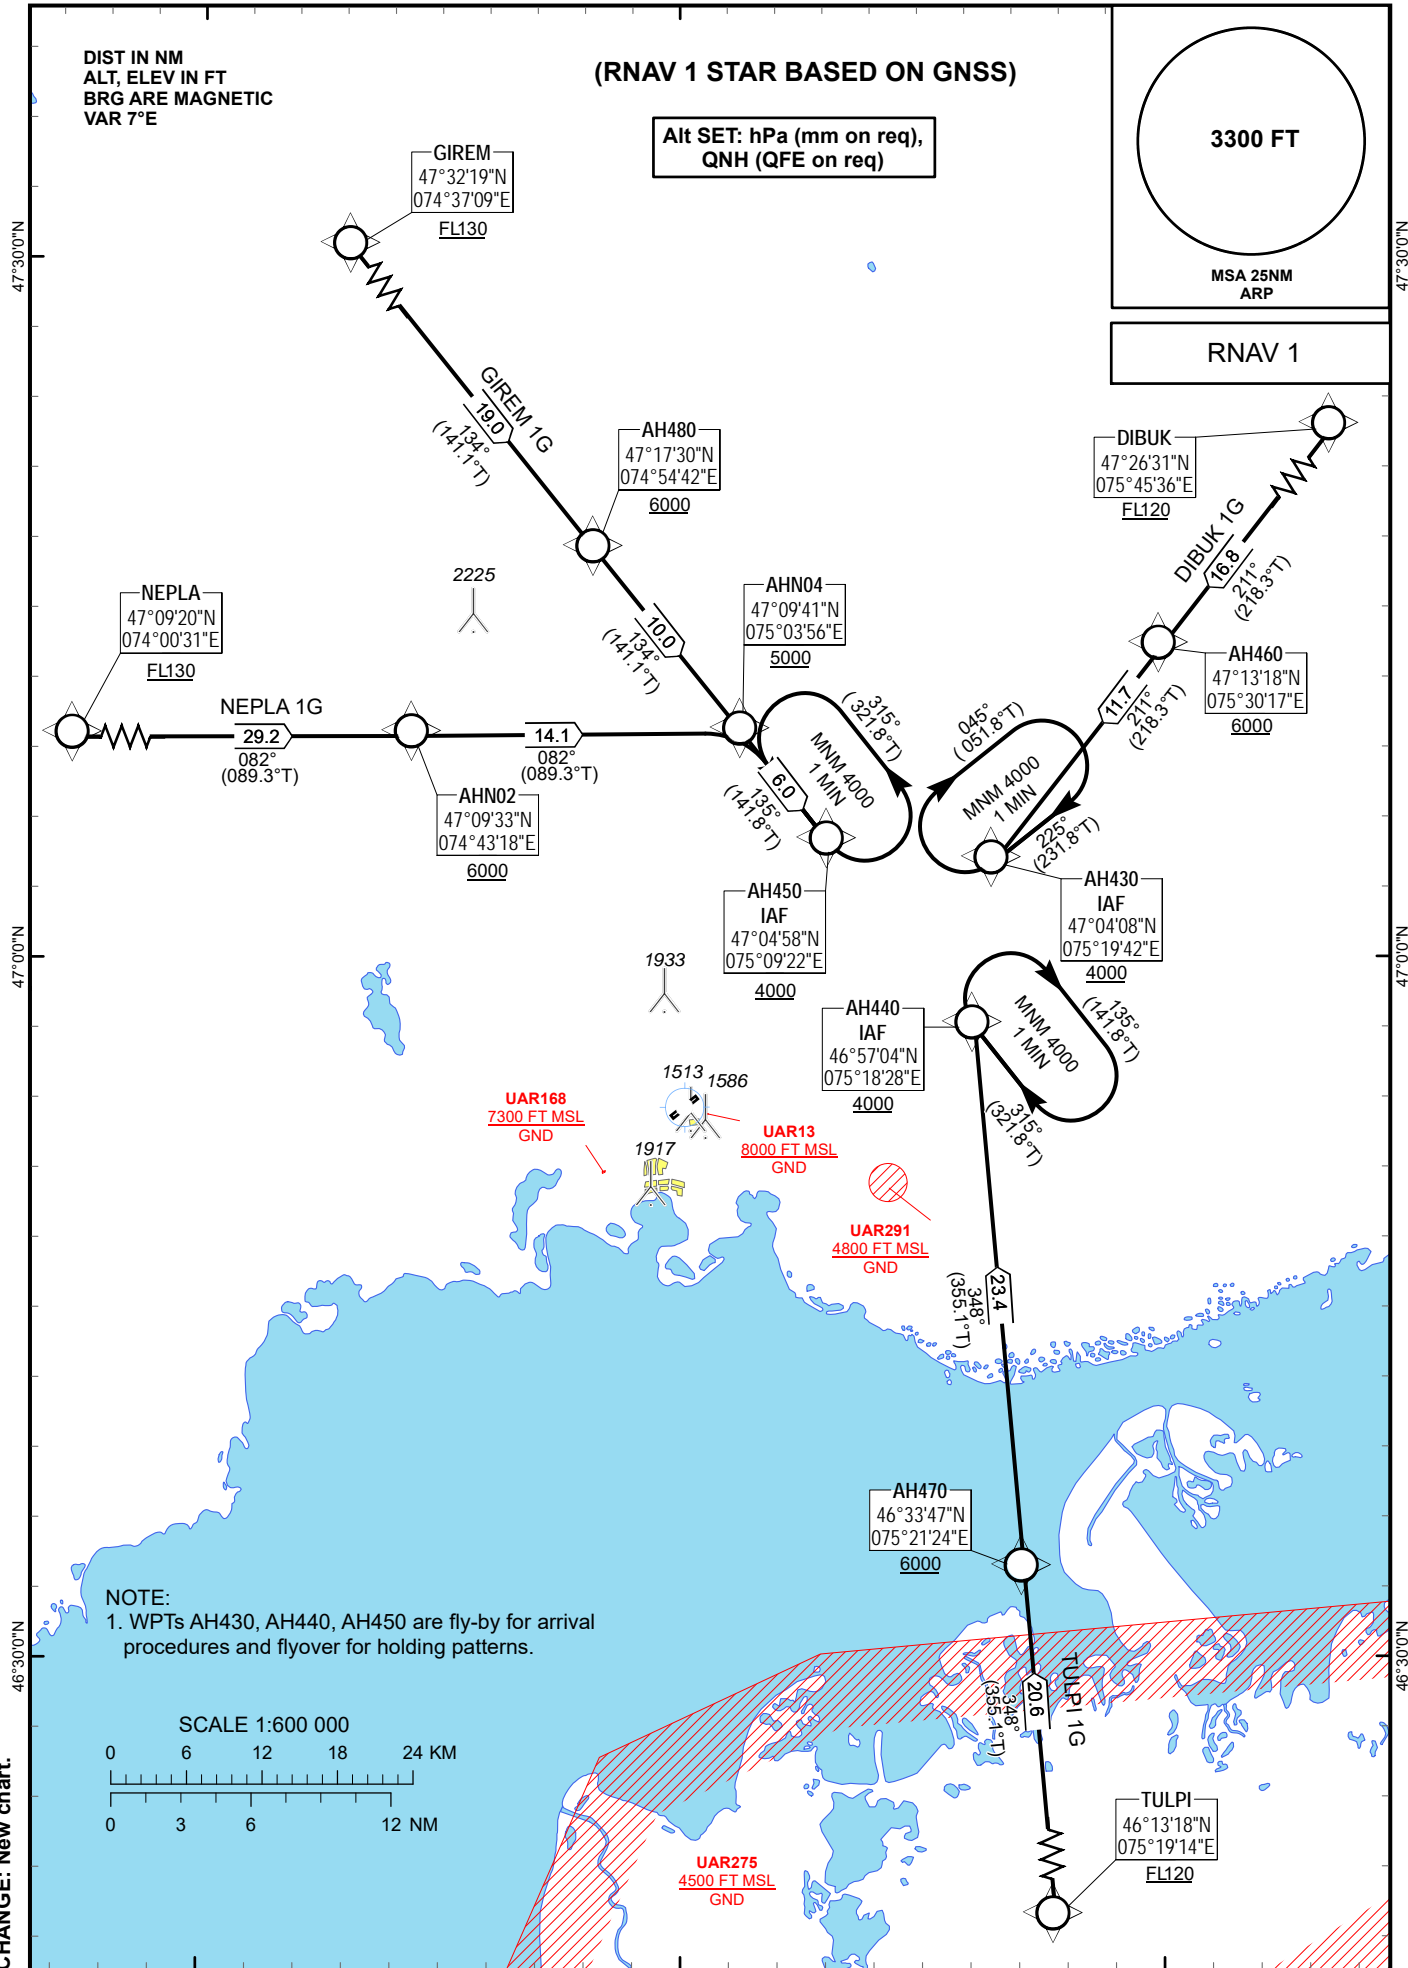 DIST IN NM
ALT, ELEV IN FT
BRG ARE MAGNETIC
VAR 7°E
(RNAV 1 STAR BASED ON GNSS)
Alt SET: hPa (mm on req),
QNH (QFE on req)
3300 FT
MSA 25NM
ARP
RNAV 1
47°30'0"N
47°30'0"N
GIREM
47°32'19"N
074°37'09"E
FL130
GIREM 1G
19.0
134°
(141.1°T)
AH480
47°17'30"N
074°54'42"E
6000
10.0
134°
(141.1°T)
DIBUK
47°26'31"N
075°45'36"E
FL120
DIBUK 1G
16.8
211°
(218.3°T)
AH460
47°13'18"N
075°30'17"E
6000
11.7
211°
(218.3°T)
2225
NEPLA
47°09'20"N
074°00'31"E
FL130
NEPLA 1G
29.2
082°
(089.3°T)
AHN02
47°09'33"N
074°43'18"E
6000
14.1
082°
(089.3°T)
AHN04
47°09'41"N
075°03'56"E
5000
6.0
135°
(141.8°T)
315°
( 321.8°T)
MNM 4000
1 MIN
045°
( 051.8°T)
MNM 4000
1 MIN
225°
(231.8°T)
AH450
IAF
47°04'58"N
075°09'22"E
4000
AH430
IAF
47°04'08"N
075°19'42"E
4000
47°0'0"N
47°0'0"N
1933
AH440
IAF
46°57'04"N
075°18'28"E
4000
MNM 4000
1 MIN
135°
(141.8°T)
315°
(321.8°T)
1513
1586
1917
UAR168
7300 FT MSL
GND
UAR13
8000 FT MSL
GND
UAR291
4800 FT MSL
GND
23.4
348°
(355.1°T)
AH470
46°33'47"N
075°21'24"E
6000
46°30'0"N
46°30'0"N
NOTE:
1. WPTs AH430, AH440, AH450 are fly-by for arrival
procedures and flyover for holding patterns.
TULPI 1G
20.6
348°
(355.1°T)
SCALE 1:600 000
0 6 12 18 24 KM
0 3 6 12 NM
TULPI
46°13'18"N
075°19'14"E
FL120
UAR275
4500 FT MSL
GND
CHANGE: New chart.